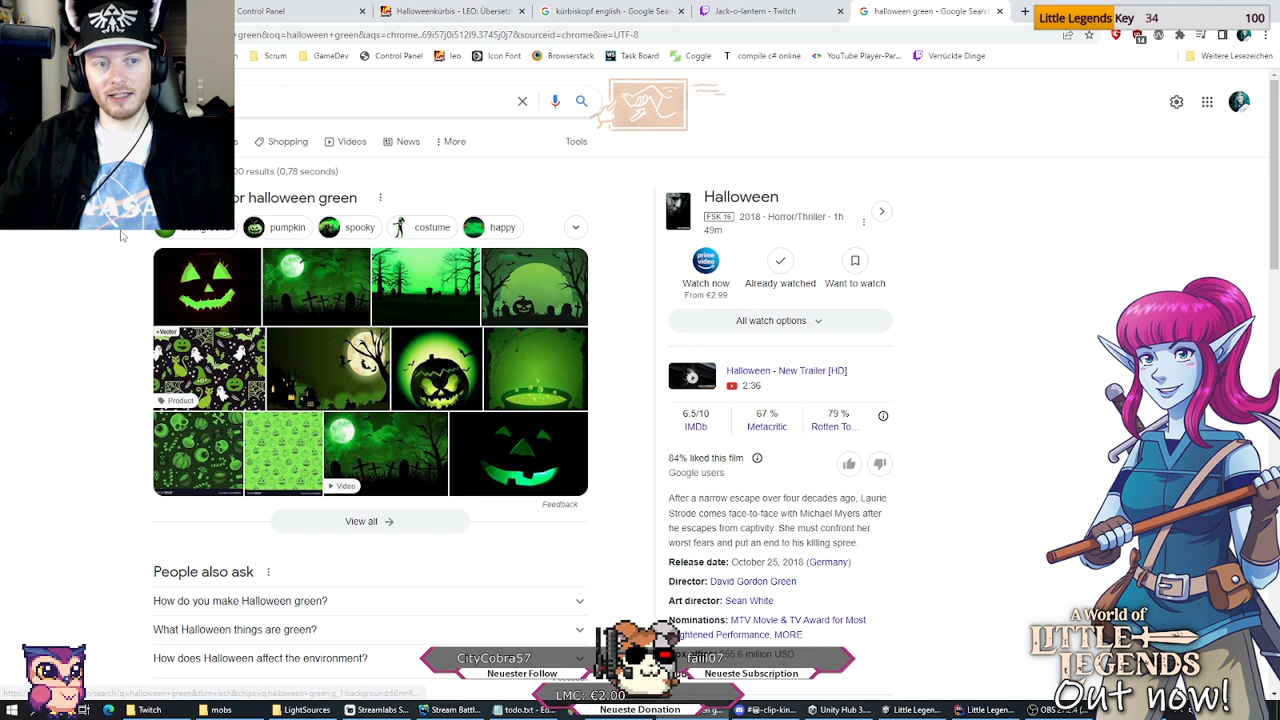 Control Panel
Halloweenkürbis – LEO: Übersetz
kürbiskopf english - Google Sea
Jack-o-lantern - Twitch
halloween green - Google Search
Little Legends Key 34 100
Scrum
GameDev
Control Panel
leo
Icon Font
Browserstack
Task Board
Goggle
compile c# online
YouTube Player-Par...
Verrückte Dinge
Weitere Lesezeichen
Shopping
Videos
News
More
Tools
00 results (0,78 seconds)
or halloween green
pumpkin
spooky
costume
happy
Vector
Product
Video
Feedback
View all
People also ask
How do you make Halloween green?
What Halloween things are green?
How does Halloween affect the environment?
Halloween
FSK 16 2018 ‧ Horror/Thriller ‧ 1h
49m
prime video
Watch now
From €2.99
Already watched
Want to watch
All watch options
Halloween - New Trailer [HD]
2:36
6,5/10
IMDb
67 %
Metacritic
79 %
Rotten To...
84% liked this film
Google users
After a narrow escape over four decades ago, Laurie
Strode comes face-to-face with Michael Myers after
he escapes from captivity. She must confront her
worst fears and put an end to his killing spree.
Release date: October 25, 2018 (Germany)
Director: David Gordon Green
Art director: Sean White
Nominations: MTV Movie & TV Award for Most
MORE
million USD
CityCobra57
Neuester Follow
faill07
Neueste Subscription
LMC: €2.00
Neueste Donation
A World of
LITTLE
LEGENDS
Out now!
Twitch
mobs
LightSources
Streamlabs S
Stream Battl...
todo.txt - Ed
Unity Hub 3.
Little Legen...
Little Legen...